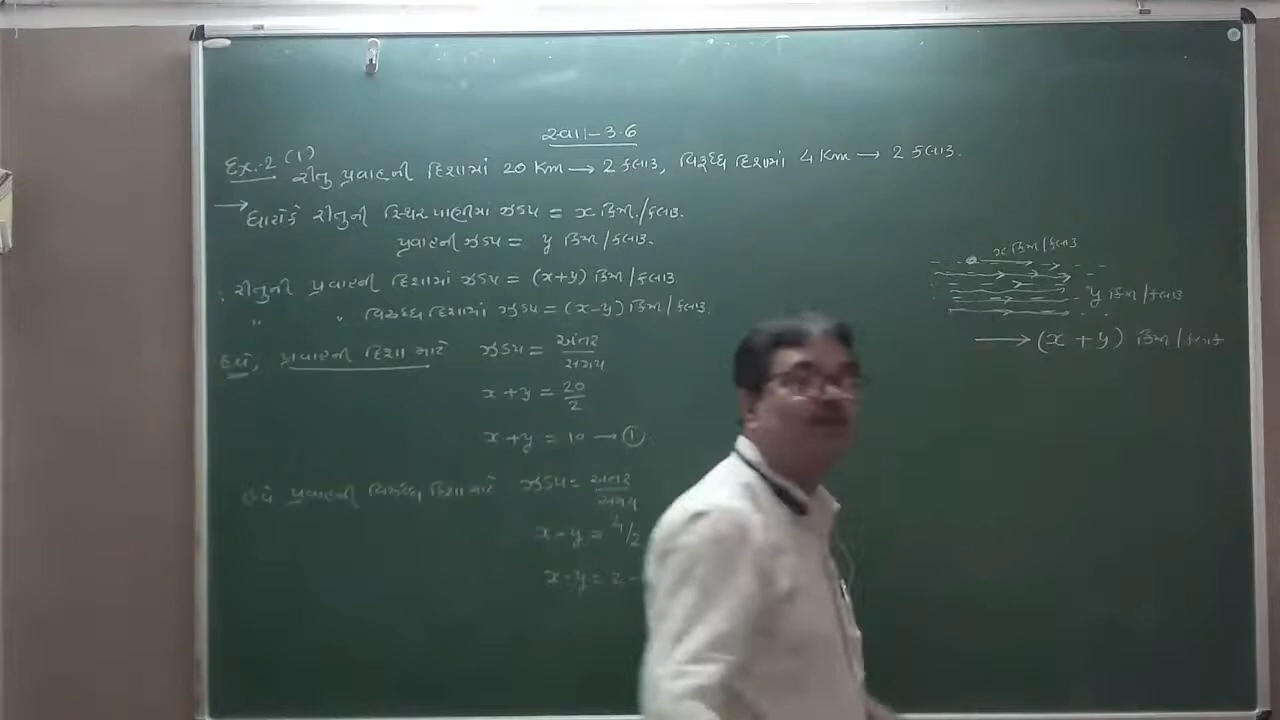 સ્વા-3.6
Ex.-2 (1) રીતુ પ્રવાહની દિશામાં 20 Km → 2 કલાક, વિરૂધ્ધ દિશામાં 4 Km → 2 કલાક.
→ ધારોકે રીતુની સ્થિર પાણીમાં ઝડપ = x કિમી/કલાક.
પ્રવાહની ઝડપ = y કિમી/કલાક.
∴ રીતુની પ્રવાહની દિશામાં ઝડપ = (x+y) કિમી/કલાક
" " વિરુધ્ધ દિશામાં ઝડપ = (x-y) કિમી/કલાક.
હવે, પ્રવાહની દિશા માટે ઝડપ = અંતર/સમય
x+y = 20/2
x+y = 10 → ①
હવે પ્રવાહની વિરુધ્ધ દિશા માટે ઝડપ = અંતર/સમય
x-y = 4/2
x-y = 2 -
x કિમી/કલાક
y કિમી/કલાક
→ (x+y) કિમી/કલાક